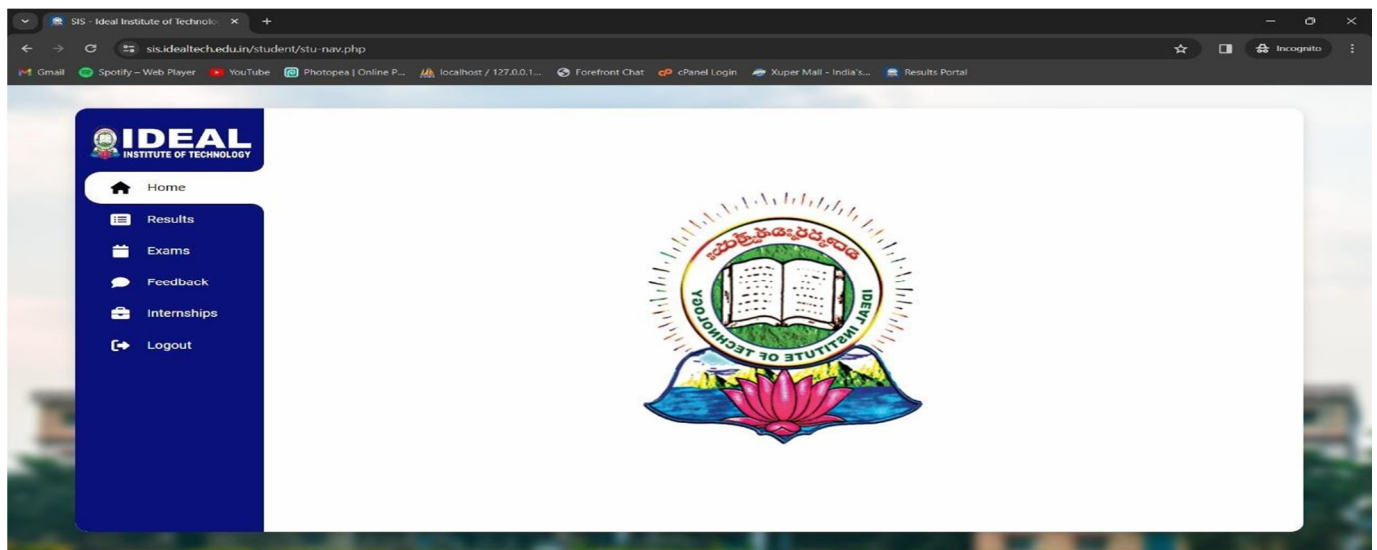 SIS - Ideal Institute of Technolo
sis.idealtech.edu.in/student/stu-nav.php
Incognito
Gmail Spotify – Web Player YouTube Photopea | Online P... localhost / 127.0.0.1... Forefront Chat cPanel Login Xuper Mall - India's... Results Portal
IDEAL
INSTITUTE OF TECHNOLOGY
Home
Results
Exams
Feedback
Internships
Logout
IDEAL INSTITUTE OF TECHNOLOGY